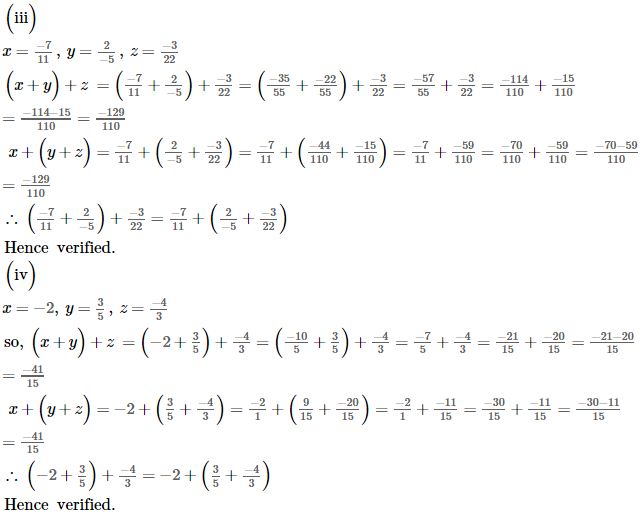 (iii)
x = -7/11 , y = 2/-5 , z = -3/22
(x + y) + z = (-7/11 + 2/-5) + -3/22 = (-35/55 + -22/55) + -3/22 = -57/55 + -3/22 = -114/110 + -15/110
= -114-15/110 = -129/110
x + (y + z) = -7/11 + (2/-5 + -3/22) = -7/11 + (-44/110 + -15/110) = -7/11 + -59/110 = -70/110 + -59/110 = -70-59/110
= -129/110
∴ (-7/11 + 2/-5) + -3/22 = -7/11 + (2/-5 + -3/22)
Hence verified.
(iv)
x = -2, y = 3/5 , z = -4/3
so, (x + y) + z = (-2 + 3/5) + -4/3 = (-10/5 + 3/5) + -4/3 = -7/5 + -4/3 = -21/15 + -20/15 = -21-20/15
= -41/15
x + (y + z) = -2 + (3/5 + -4/3) = -2/1 + (9/15 + -20/15) = -2/1 + -11/15 = -30/15 + -11/15 = -30-11/15
= -41/15
∴ (-2 + 3/5) + -4/3 = -2 + (3/5 + -4/3)
Hence verified.